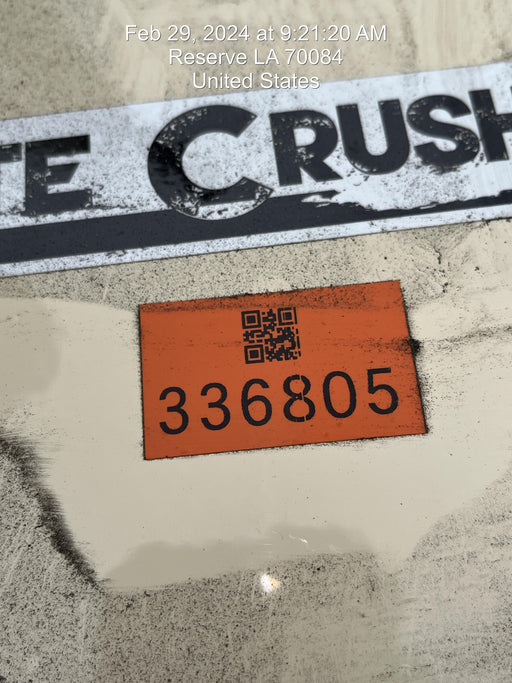 Feb 29, 2024 at 9:21:20 AM
Reserve LA 70084
United States
TE CRUSH
336805